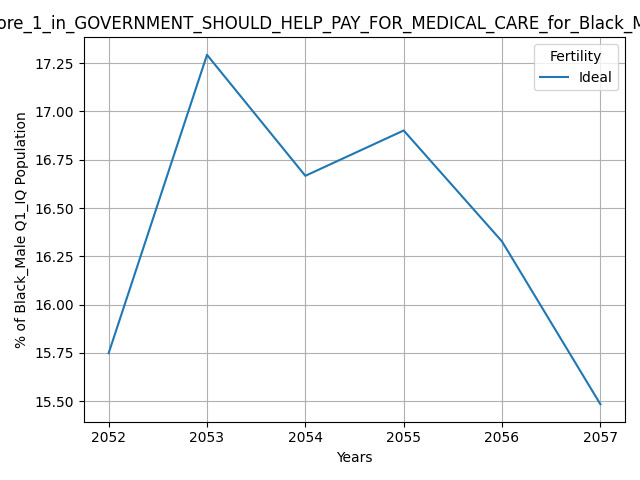 ore_1_in_GOVERNMENT_SHOULD_HELP_PAY_FOR_MEDICAL_CARE_for_Black_M
Fertility
Ideal
% of Black_Male Q1_IQ Population
17.25
17.00
16.75
16.50
16.25
16.00
15.75
15.50
2052 2053 2054 2055 2056 2057
Years